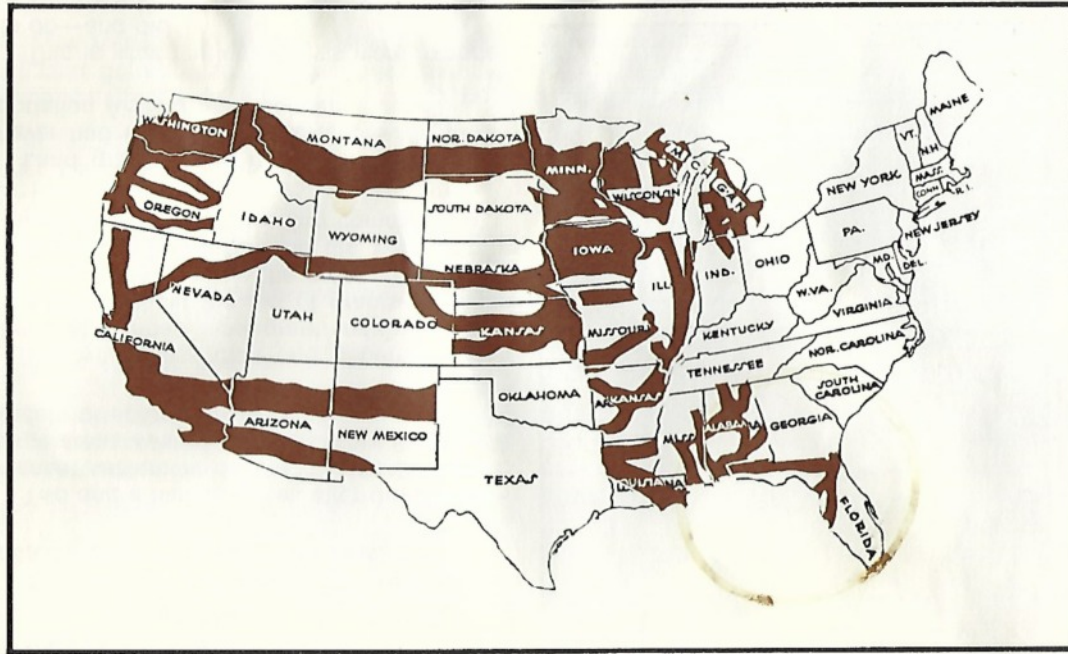 WASHINGTON
MONTANA
NOR. DAKOTA
MINN.
MICHIGAN
WISCONSIN
OREGON
IDAHO
WYOMING
SOUTH DAKOTA
IOWA
NEBRASKA
NEVADA
UTAH
COLORADO
KANSAS
MISSOURI
ILL.
IND.
OHIO
PA.
NEW YORK
VT.
N.H.
MAINE
MASS.
CONN.
R.I.
NEW JERSEY
MD.
DEL.
W.VA.
VIRGINIA
KENTUCKY
TENNESSEE
NOR. CAROLINA
SOUTH
CAROLINA
GEORGIA
ALABAMA
MISS.
ARKANSAS
LOUISIANA
FLORIDA
CALIFORNIA
ARIZONA
NEW MEXICO
OKLAHOMA
TEXAS